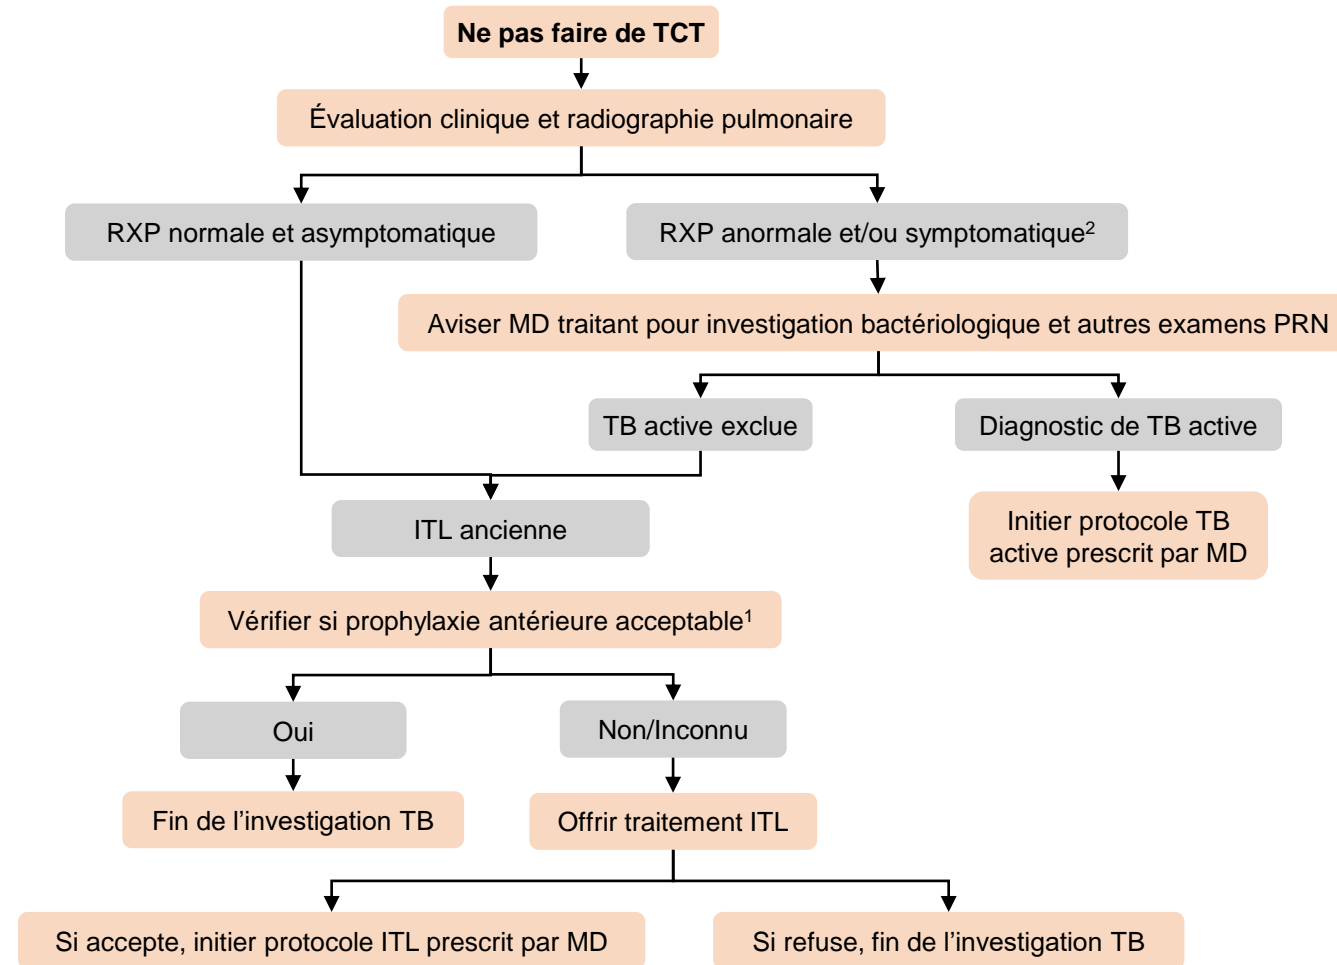 Ne pas faire de TCT
Évaluation clinique et radiographie pulmonaire
RXP normale et asymptomatique
RXP anormale et/ou symptomatique²
Aviser MD traitant pour investigation bactériologique et autres examens PRN
TB active exclue
Diagnostic de TB active
ITL ancienne
Initier protocole TB
active prescrit par MD
Vérifier si prophylaxie antérieure acceptable¹
Oui
Non/Inconnu
Fin de l’investigation TB
Offrir traitement ITL
Si accepte, initier protocole ITL prescrit par MD
Si refuse, fin de l’investigation TB